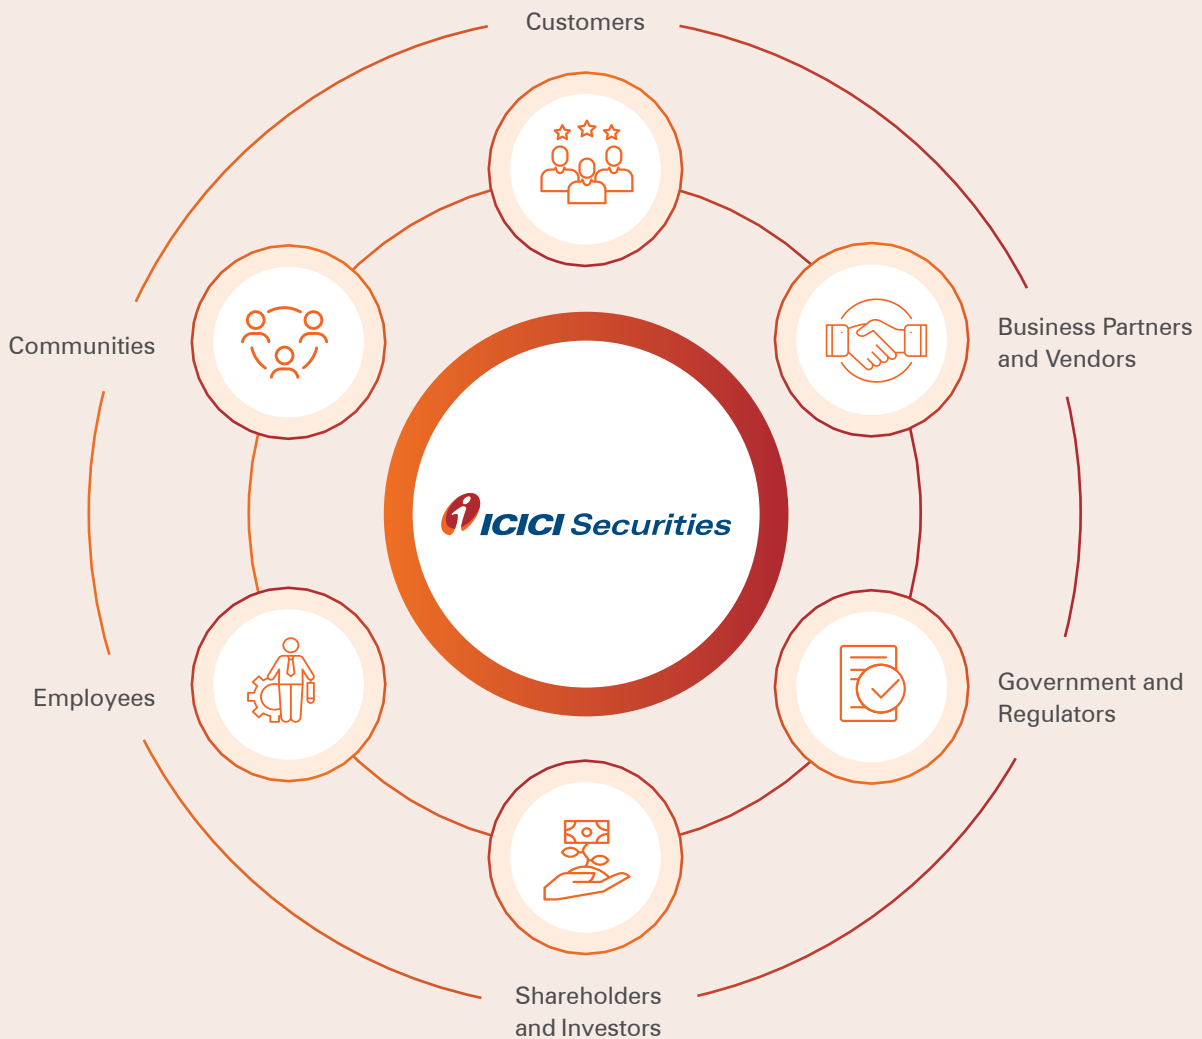 Customers
Business Partners
and Vendors
Communities
ICICI Securities
Government and
Regulators
Employees
Shareholders
and Investors